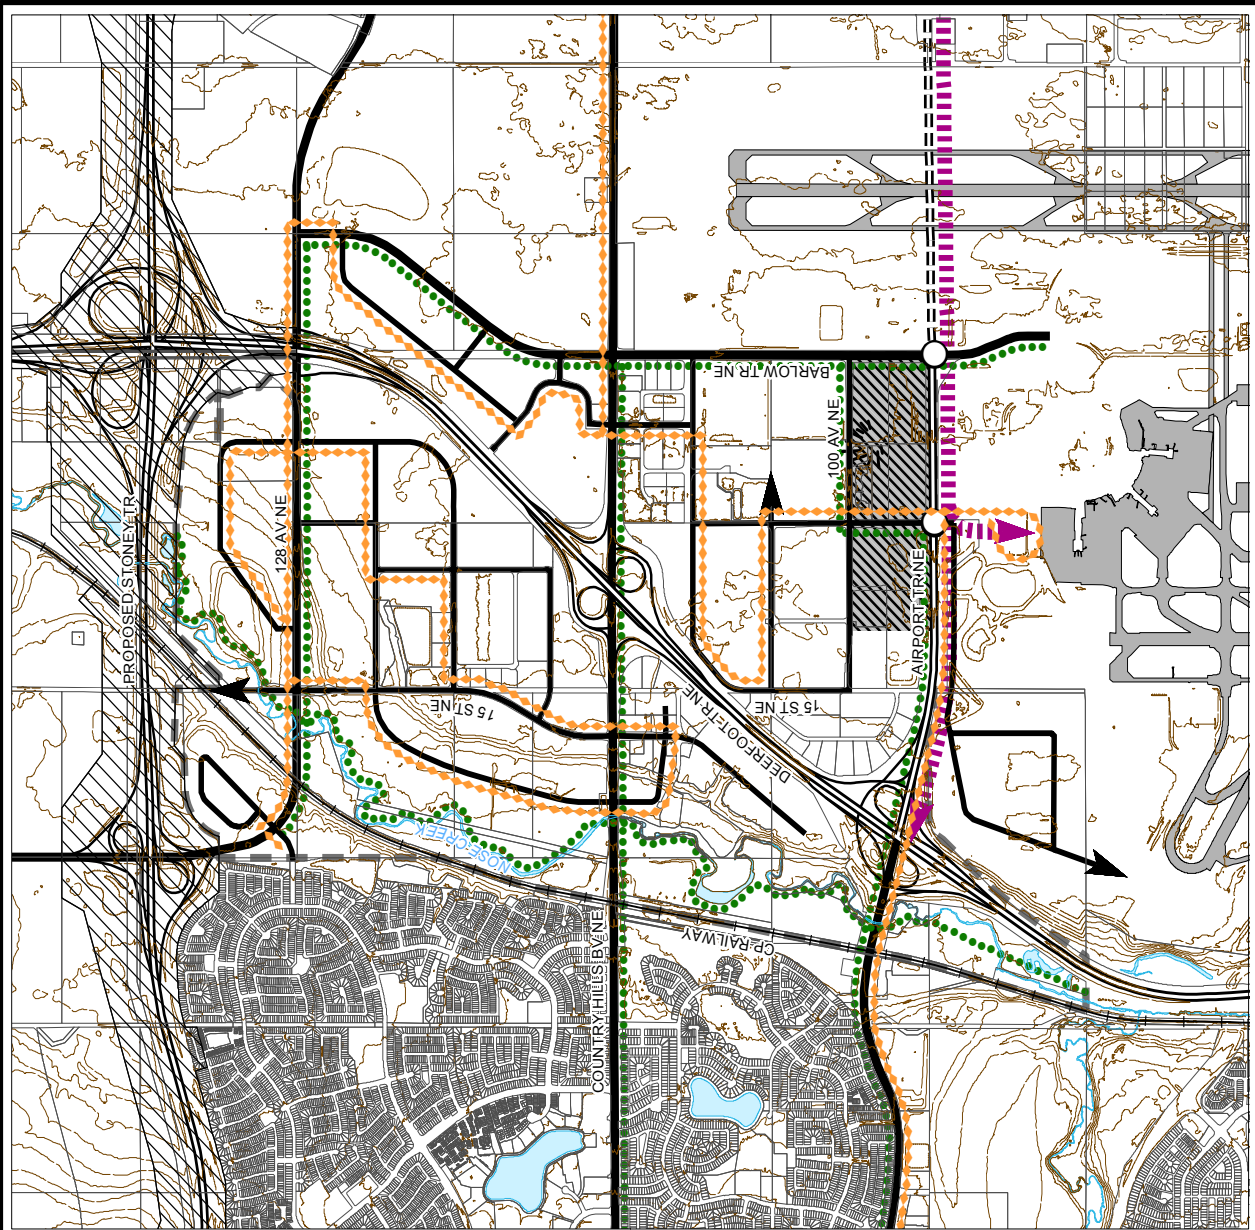 BARLOW TR NE
100 AV NE
PROPOSED STONEY TR
128 AV NE
AIRPORT TR NE
15 ST NE
15 ST NE
DEERFOOT TR NE
NOSE CREEK
CP RAILWAY
COUNTRY HILLS BV NE